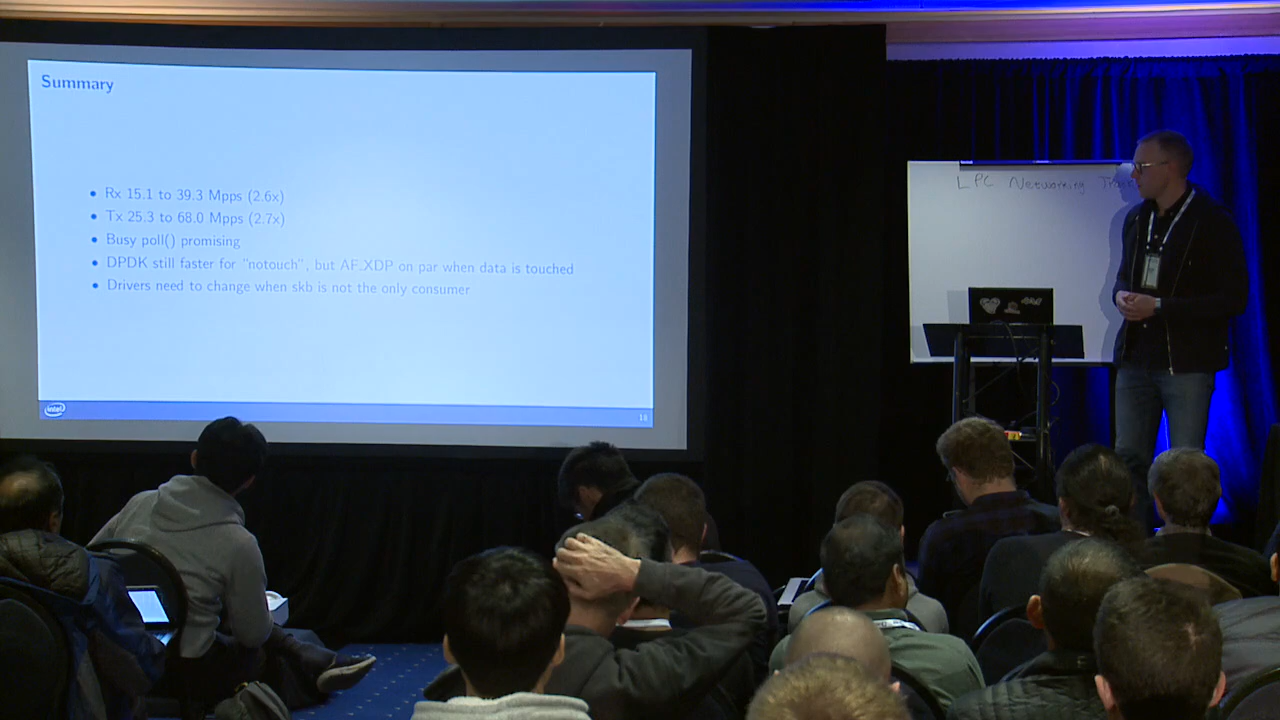 Summary
• Rx 15.1 to 39.3 Mpps (2.6x)
• Tx 25.3 to 68.0 Mpps (2.7x)
• Busy poll() promising
• DPDK still faster for "notouch", but AF_XDP on par when data is touched
• Drivers need to change when skb is not the only consumer
intel
18
LPC Networking Track